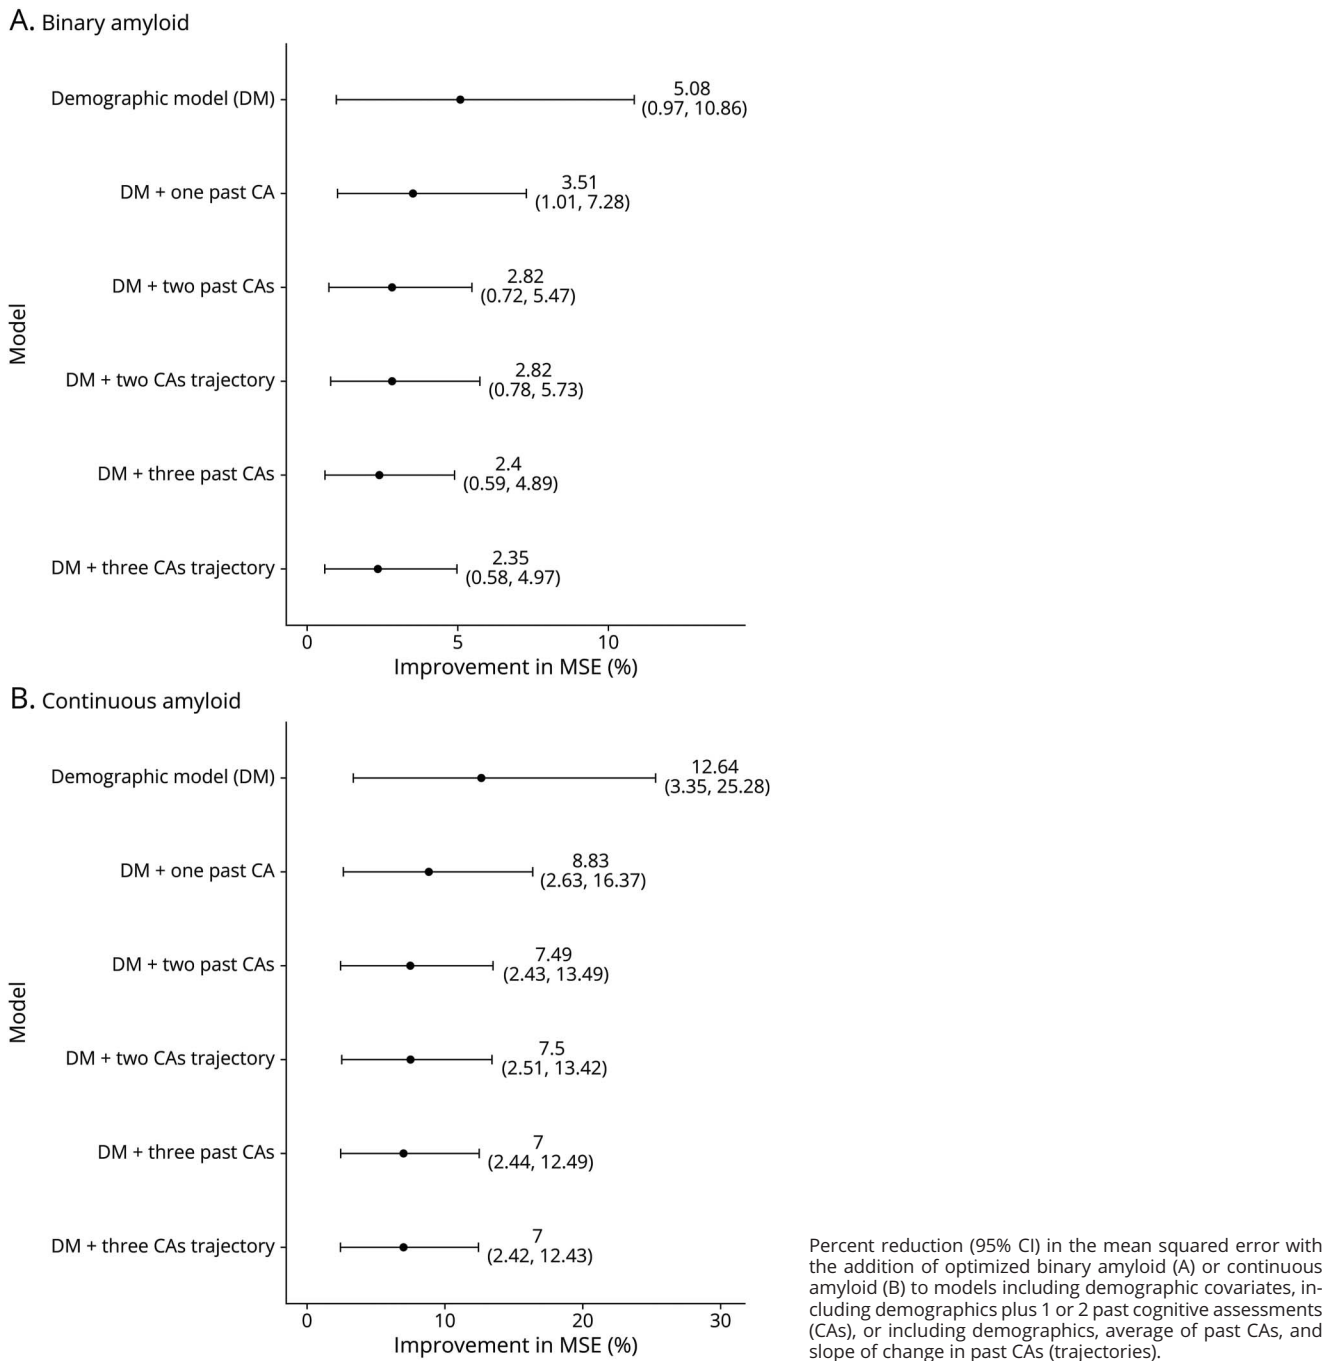 A. Binary amyloid
Demographic model (DM)
5.08
(0.97, 10.86)
DM + one past CA
3.51
(1.01, 7.28)
DM + two past CAs
2.82
(0.72, 5.47)
Model
DM + two CAs trajectory
2.82
(0.78, 5.73)
DM + three past CAs
2.4
(0.59, 4.89)
DM + three CAs trajectory
2.35
(0.58, 4.97)
0 5 10
Improvement in MSE (%)
B. Continuous amyloid
Demographic model (DM)
12.64
(3.35, 25.28)
DM + one past CA
8.83
(2.63, 16.37)
DM + two past CAs
7.49
(2.43, 13.49)
Model
DM + two CAs trajectory
7.5
(2.51, 13.42)
DM + three past CAs
7
(2.44, 12.49)
DM + three CAs trajectory
7
(2.42, 12.43)
0 10 20 30
Improvement in MSE (%)
Percent reduction (95% CI) in the mean squared error with
the addition of optimized binary amyloid (A) or continuous
amyloid (B) to models including demographic covariates, in-
cluding demographics plus 1 or 2 past cognitive assessments
(CAs), or including demographics, average of past CAs, and
slope of change in past CAs (trajectories).